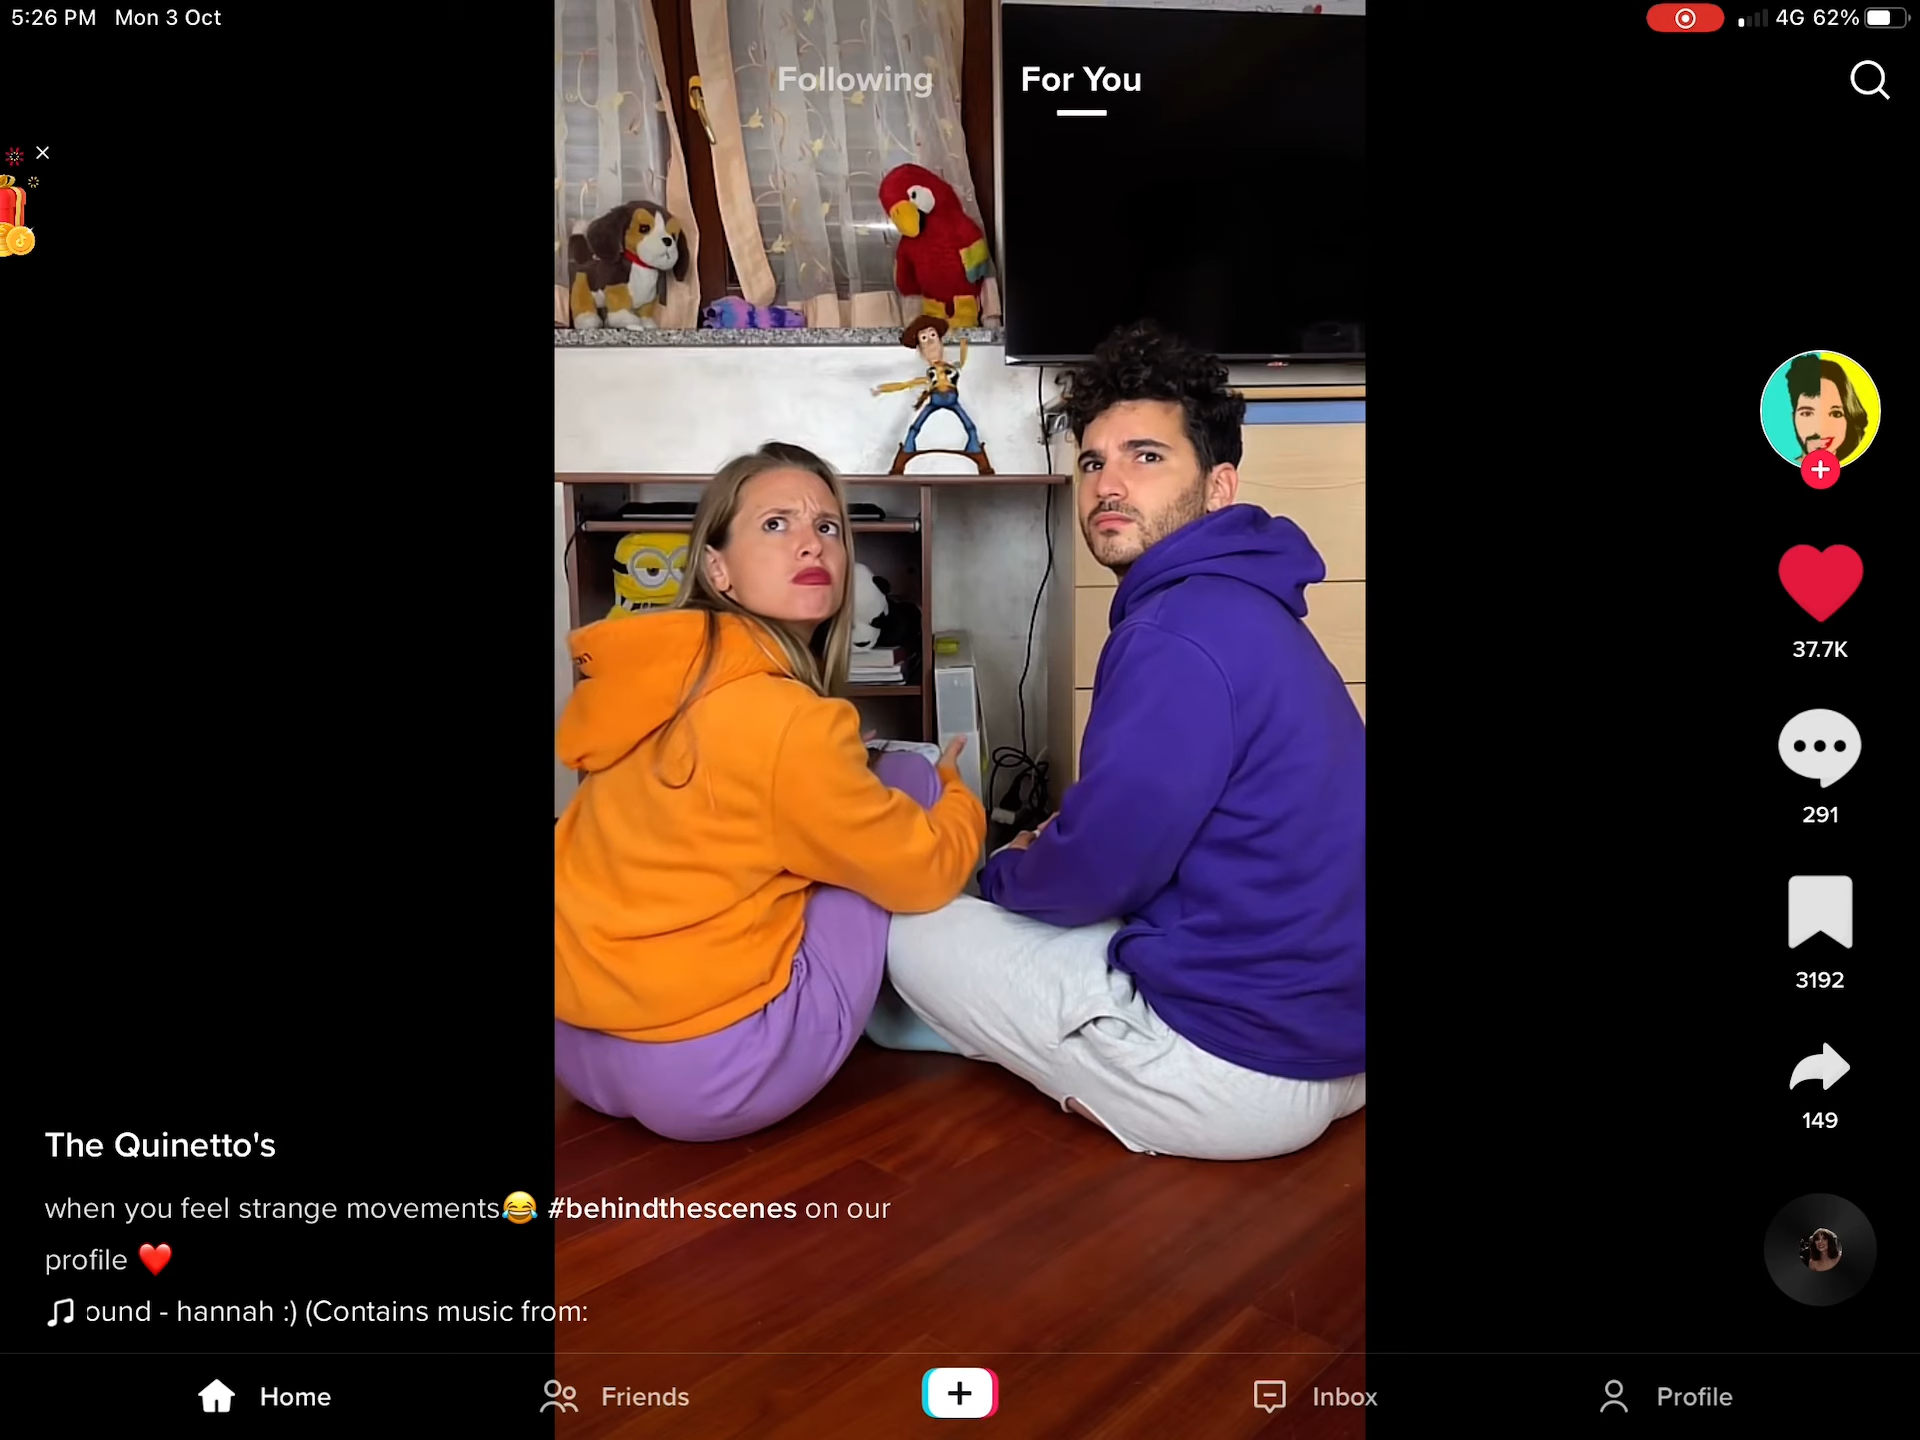 5:26 PM Mon 3 Oct
4G 62%
Following For You
37.7K
291
3192
149
The Quinetto's
when you feel strange movements😂 #behindthescenes on our
profile ❤️
ound - hannah :) (Contains music from:
Home Friends Inbox Profile